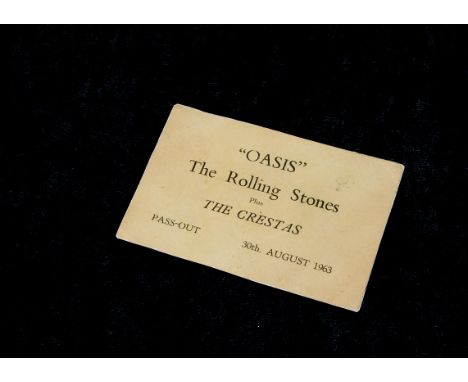 "OASIS"
The Rolling Stones
Plus
THE CRESTAS
PASS-OUT
30th. AUGUST 1963